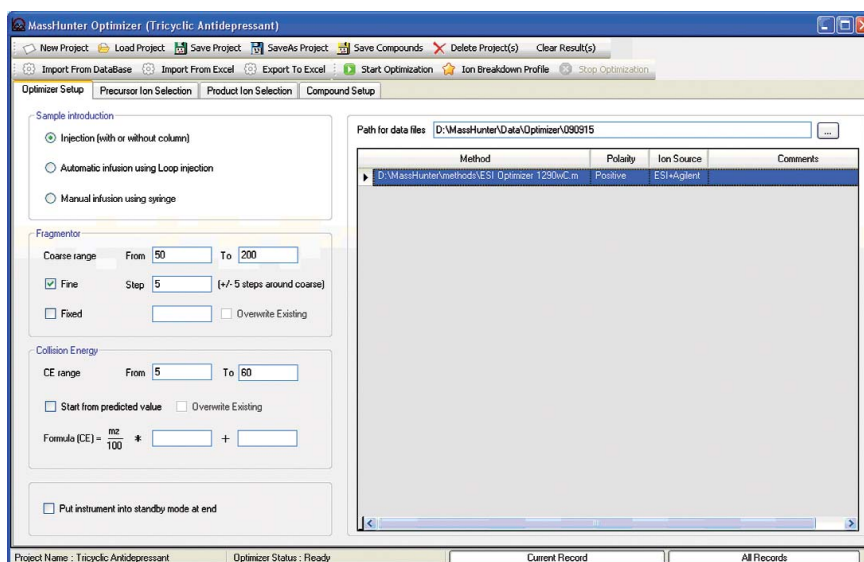 MassHunter Optimizer (Tricyclic Antidepressant)
New Project Load Project Save Project SaveAs Project Save Compounds Delete Project(s) Clear Result(s)
Import From DataBase Import From Excel Export To Excel Start Optimization Ion Breakdown Profile Stop Optimization
Optimizer Setup Precursor Ion Selection Product Ion Selection Compound Setup
Sample introduction
Injection (with or without column)
Automatic infusion using Loop injection
Manual infusion using syringe
Fragmentor
Coarse range From 50 To 200
Fine Step 5 (+/- 5 steps around coarse)
Fixed Overwrite Existing
Collision Energy
CE range From 5 To 60
Start from predicted value Overwrite Existing
Formula (CE) = mz/100 * +
Put instrument into standby mode at end
Path for data files D:\MassHunter\Data\Optimizer\090915 ...
Method Polarity Ion Source Comments
D:\MassHunter\methods\ESI Optimizer 1290wC.m Positive ESI+Agilent
Project Name : Tricyclic Antidepressant Optimizer Status : Ready Current Record All Records